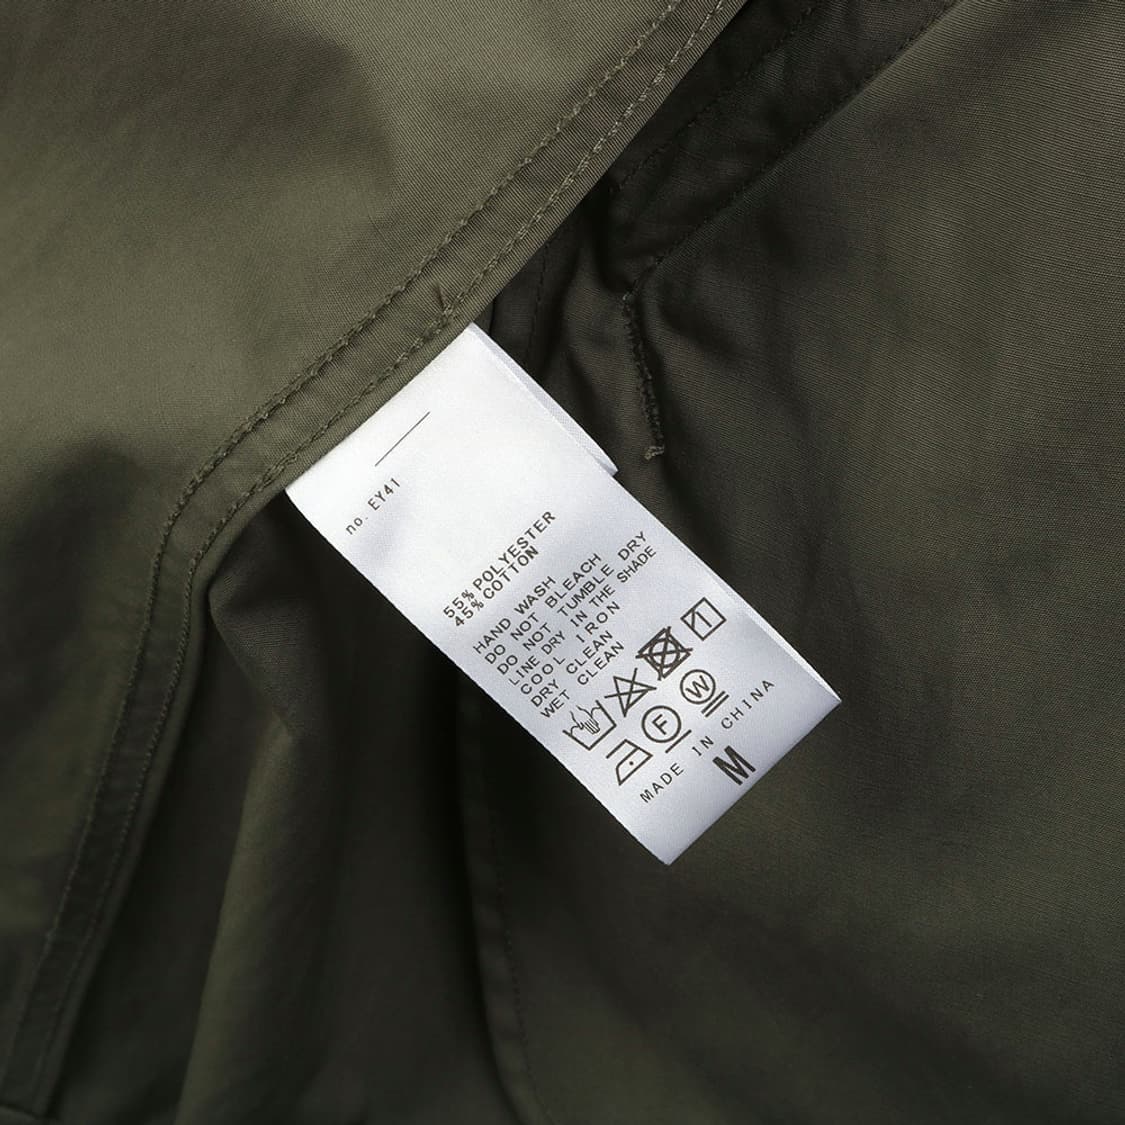 no. EY41
55% POLYESTER
45% COTTON
HAND WASH
DO NOT BLEACH
DO NOT TUMBLE DRY
LINE DRY IN THE SHADE
COOL IRON
DRY CLEAN
WET CLEAN
W
F
MADE IN CHINA
M